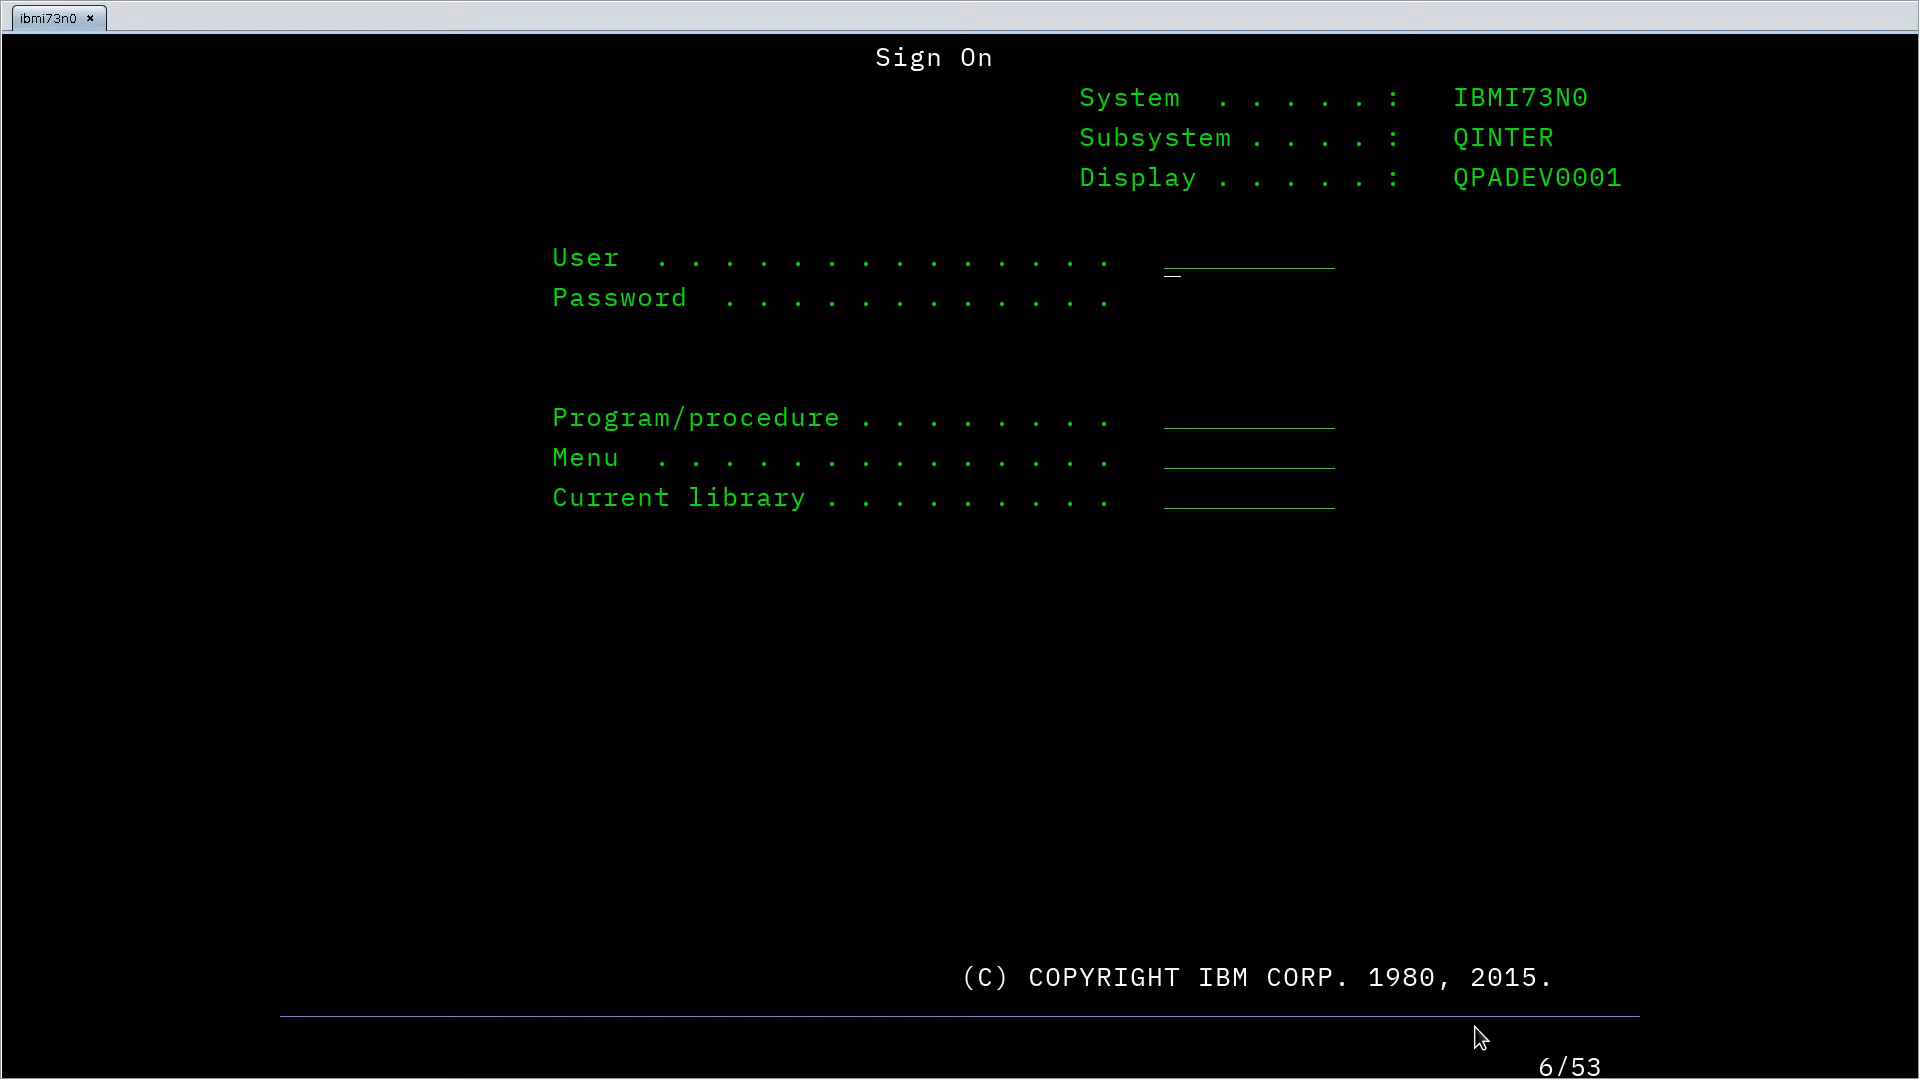 ibmi73n0 ×
Sign On
System  . . . . . :   IBMI73N0
Subsystem . . . . :   QINTER
Display . . . . . :   QPADEV0001
User  . . . . . . . . . . . . . .
Password  . . . . . . . . . . . .
Program/procedure . . . . . . . .
Menu  . . . . . . . . . . . . . .
Current library . . . . . . . . .
(C) COPYRIGHT IBM CORP. 1980, 2015.
6/53